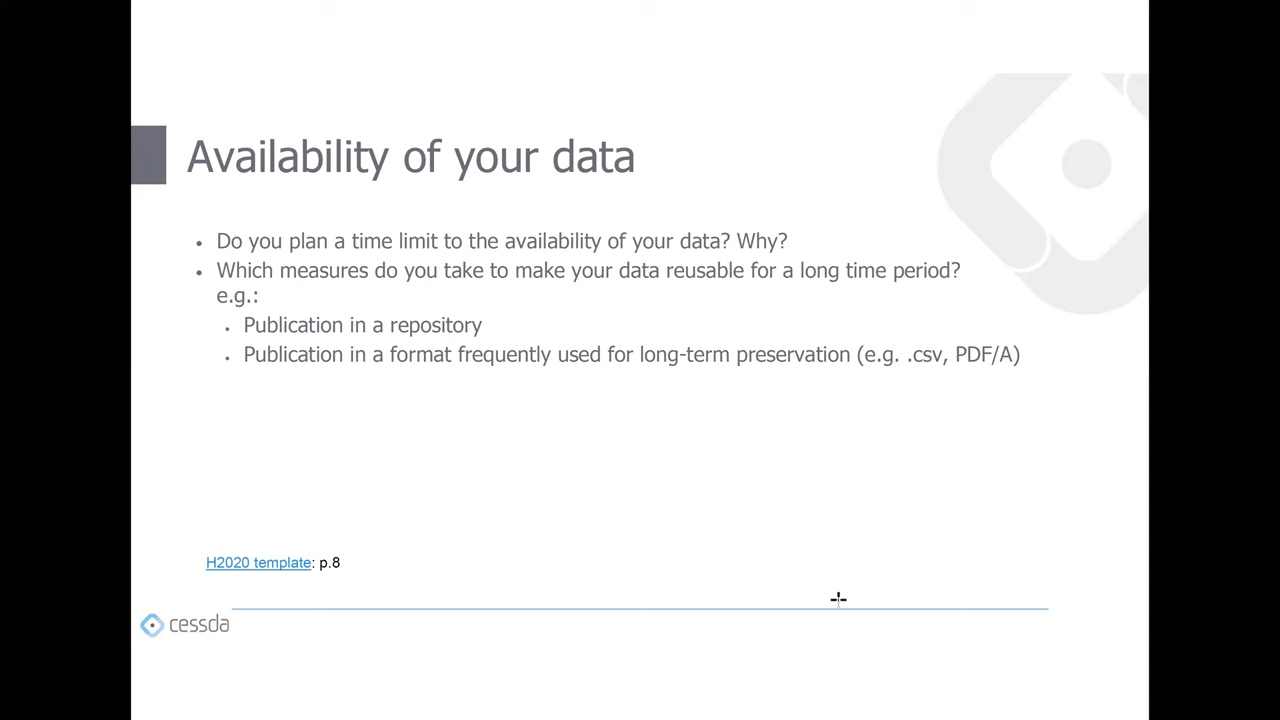 Availability of your data
• Do you plan a time limit to the availability of your data? Why?
• Which measures do you take to make your data reusable for a long time period?
e.g.:
• Publication in a repository
• Publication in a format frequently used for long-term preservation (e.g. .csv, PDF/A)
H2020 template: p.8
cessda